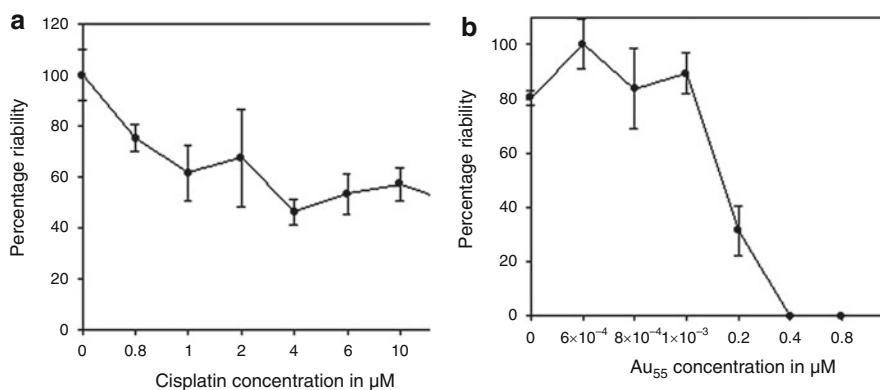 a
120
100
80
60
40
20
0
Percentage riability
0 0.8 1 2 4 6 10
Cisplatin concentration in µM
b
100
80
60
40
20
0
Percentage riability
0 6×10⁻⁴ 8×10⁻⁴ 1×10⁻³ 0.2 0.4 0.8
Au₅₅ concentration in µM